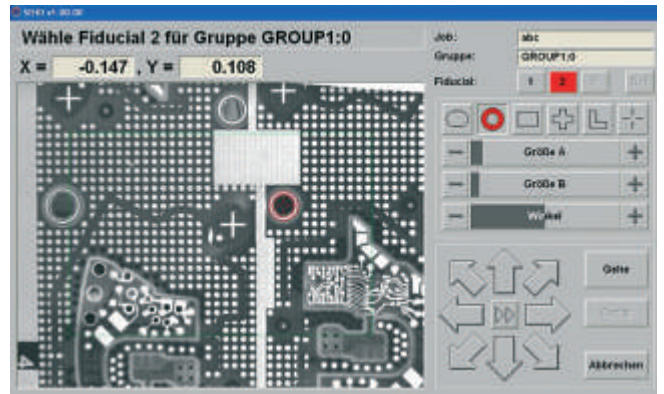 Wähle Fiducial 2 für Gruppe GROUP1;0
X = -0.147 , Y = 0.108
Job: abc
Gruppe: GROUP1;0
Fiducial: 1 2
Größe A
Größe B
Winkel
Gehe
Abbrechen